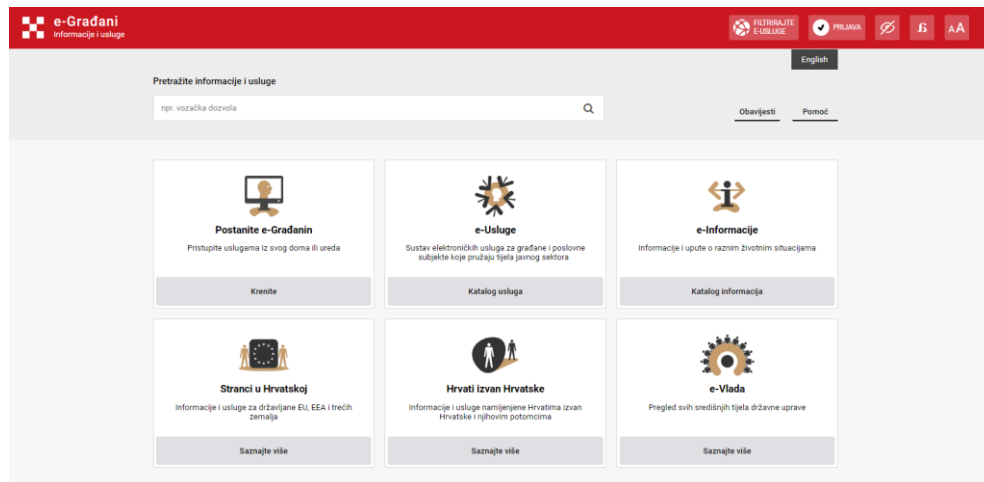 e-Građani
Informacije i usluge
FILTRIRAJTE
E-USLUGE
PRIJAVA
AA
English
Pretražite informacije i usluge
npr. vozačka dozvola
Obavijesti
Pomoć
Postanite e-Građanin
Pristupite uslugama iz svog doma ili ureda
Krenite
e-Usluge
Sustav elektroničkih usluga za građane i poslovne
subjekte koje pružaju tijela javnog sektora
Katalog usluga
e-Informacije
Informacije i upute o raznim životnim situacijama
Katalog informacija
Stranci u Hrvatskoj
Informacije i usluge za državljane EU, EEA i trećih
zemalja
Saznajte više
Hrvati izvan Hrvatske
Informacije i usluge namijenjene Hrvatima izvan
Hrvatske i njihovim potomcima
Saznajte više
e-Vlada
Pregled svih središnjih tijela državne uprave
Saznajte više